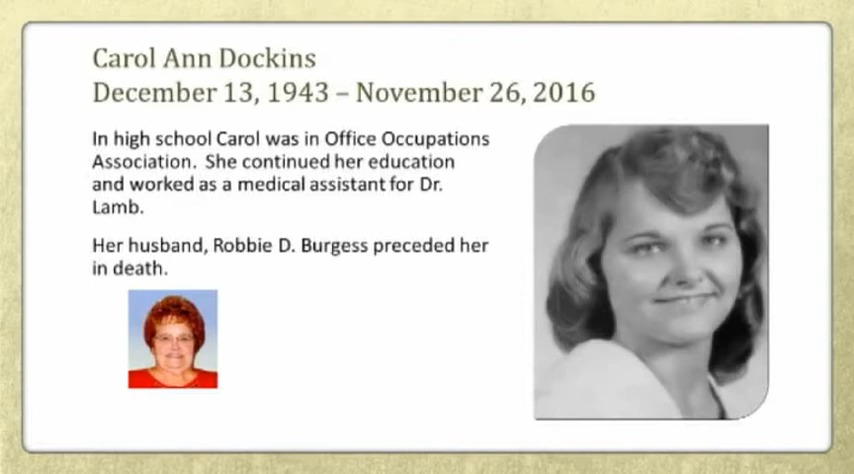 Carol Ann Dockins
December 13, 1943 – November 26, 2016
In high school Carol was in Office Occupations
Association. She continued her education
and worked as a medical assistant for Dr.
Lamb.
Her husband, Robbie D. Burgess preceded her
in death.